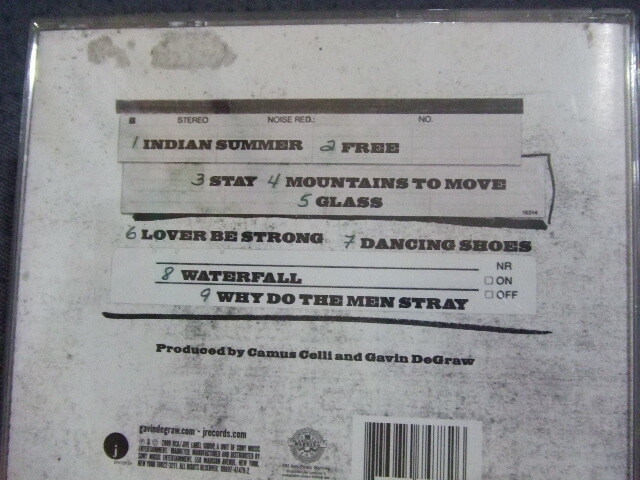 STEREO NOISE RED.: NO.
1 INDIAN SUMMER 2 FREE
3 STAY 4 MOUNTAINS TO MOVE
5 GLASS
6 LOVER BE STRONG 7 DANCING SHOES
NR
8 WATERFALL ON
9 WHY DO THE MEN STRAY OFF
Produced by Camus Celli and Gavin DeGraw
gavindegraw.com - jrecords.com
j